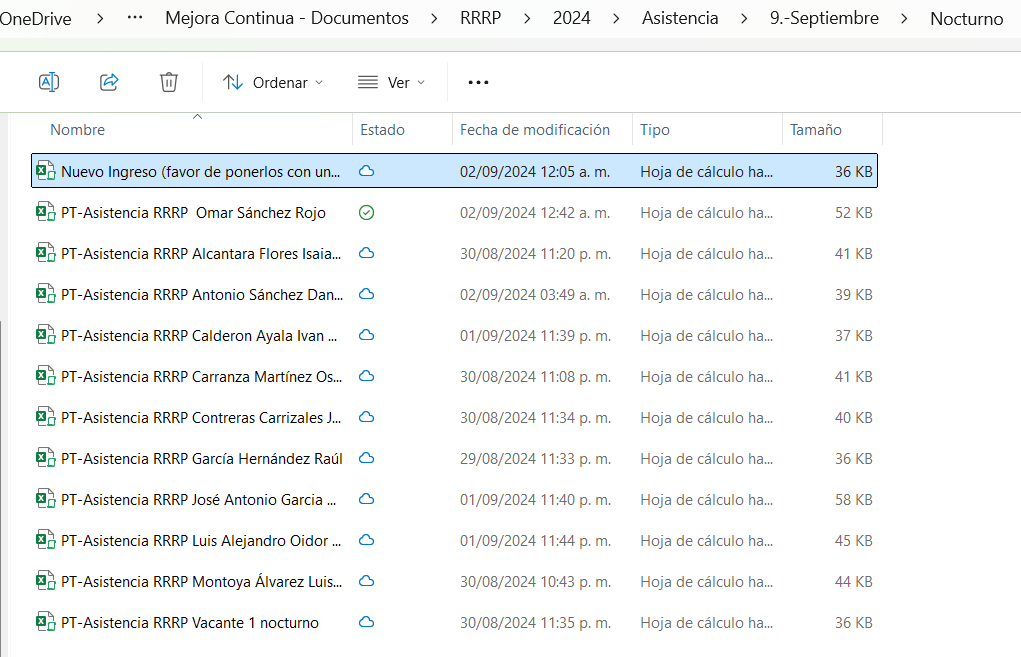 OneDrive > ··· Mejora Continua - Documentos > RRRP > 2024 > Asistencia > 9.-Septiembre > Nocturno
Ordenar Ver ···
Nombre Estado Fecha de modificación Tipo Tamaño
Nuevo Ingreso (favor de ponerlos con un... 02/09/2024 12:05 a. m. Hoja de cálculo ha... 36 KB
PT-Asistencia RRRP  Omar Sánchez Rojo 02/09/2024 12:42 a. m. Hoja de cálculo ha... 52 KB
PT-Asistencia RRRP Alcantara Flores Isaia... 30/08/2024 11:20 p. m. Hoja de cálculo ha... 41 KB
PT-Asistencia RRRP Antonio Sánchez Dan... 02/09/2024 03:49 a. m. Hoja de cálculo ha... 39 KB
PT-Asistencia RRRP Calderon Ayala Ivan ... 01/09/2024 11:39 p. m. Hoja de cálculo ha... 37 KB
PT-Asistencia RRRP Carranza Martínez Os... 30/08/2024 11:08 p. m. Hoja de cálculo ha... 41 KB
PT-Asistencia RRRP Contreras Carrizales J... 30/08/2024 11:34 p. m. Hoja de cálculo ha... 40 KB
PT-Asistencia RRRP García Hernández Raúl 29/08/2024 11:33 p. m. Hoja de cálculo ha... 36 KB
PT-Asistencia RRRP José Antonio Garcia ... 01/09/2024 11:40 p. m. Hoja de cálculo ha... 58 KB
PT-Asistencia RRRP Luis Alejandro Oidor ... 01/09/2024 11:44 p. m. Hoja de cálculo ha... 45 KB
PT-Asistencia RRRP Montoya Álvarez Luis... 30/08/2024 10:43 p. m. Hoja de cálculo ha... 44 KB
PT-Asistencia RRRP Vacante 1 nocturno 30/08/2024 11:35 p. m. Hoja de cálculo ha... 36 KB